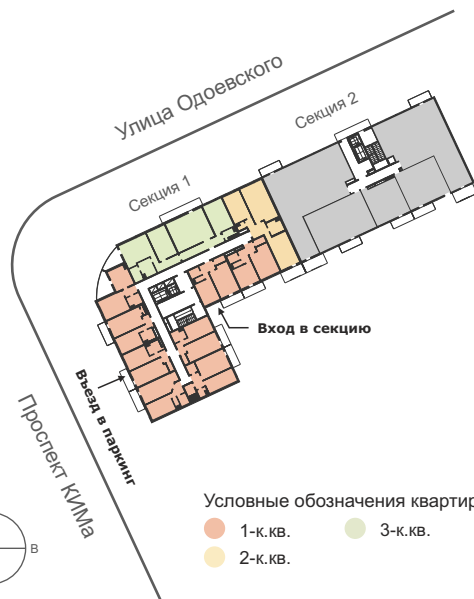 Улица Одоевского
Секция 2
Секция 1
Вход в секцию
Въезд в паркинг
Проспект КИМа
В
Условные обозначения квартир
1-к.кв.
3-к.кв.
2-к.кв.